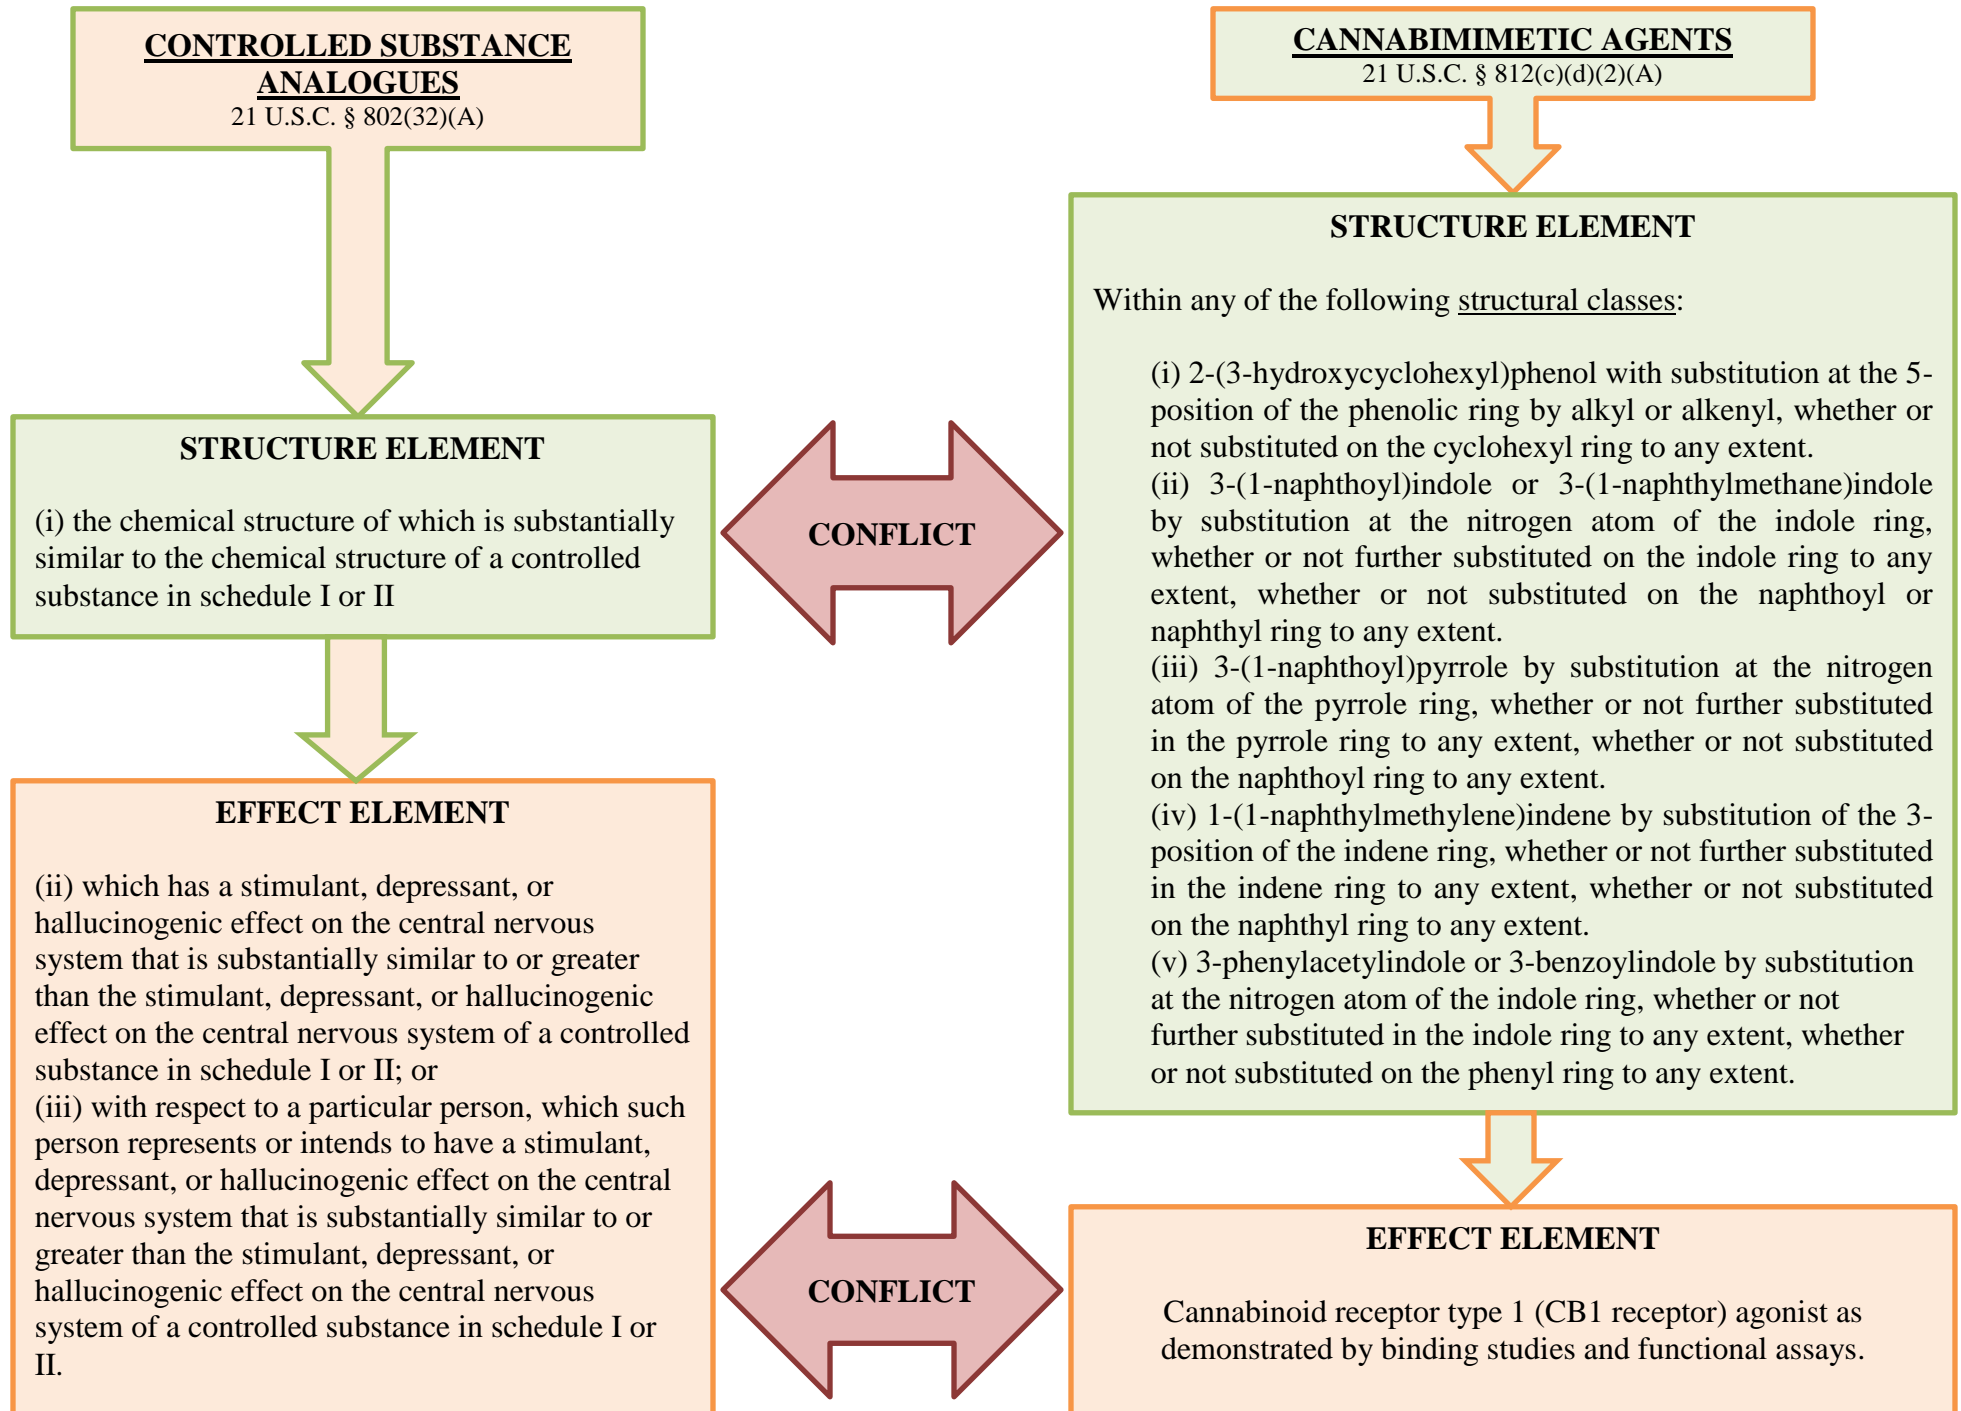 CONTROLLED SUBSTANCE
ANALOGUES
21 U.S.C. § 802(32)(A)
STRUCTURE ELEMENT
(i) the chemical structure of which is substantially
similar to the chemical structure of a controlled
substance in schedule I or II
EFFECT ELEMENT
(ii) which has a stimulant, depressant, or
hallucinogenic effect on the central nervous
system that is substantially similar to or greater
than the stimulant, depressant, or hallucinogenic
effect on the central nervous system of a controlled
substance in schedule I or II; or
(iii) with respect to a particular person, which such
person represents or intends to have a stimulant,
depressant, or hallucinogenic effect on the central
nervous system that is substantially similar to or
greater than the stimulant, depressant, or
hallucinogenic effect on the central nervous
system of a controlled substance in schedule I or
II.
CONFLICT
CONFLICT
CANNABIMIMETIC AGENTS
21 U.S.C. § 812(c)(d)(2)(A)
STRUCTURE ELEMENT
Within any of the following structural classes:
(i) 2-(3-hydroxycyclohexyl)phenol with substitution at the 5-
position of the phenolic ring by alkyl or alkenyl, whether or
not substituted on the cyclohexyl ring to any extent.
(ii) 3-(1-naphthoyl)indole or 3-(1-naphthylmethane)indole
by substitution at the nitrogen atom of the indole ring,
whether or not further substituted on the indole ring to any
extent, whether or not substituted on the naphthoyl or
naphthyl ring to any extent.
(iii) 3-(1-naphthoyl)pyrrole by substitution at the nitrogen
atom of the pyrrole ring, whether or not further substituted
in the pyrrole ring to any extent, whether or not substituted
on the naphthoyl ring to any extent.
(iv) 1-(1-naphthylmethylene)indene by substitution of the 3-
position of the indene ring, whether or not further substituted
in the indene ring to any extent, whether or not substituted
on the naphthyl ring to any extent.
(v) 3-phenylacetylindole or 3-benzoylindole by substitution
at the nitrogen atom of the indole ring, whether or not
further substituted in the indole ring to any extent, whether
or not substituted on the phenyl ring to any extent.
EFFECT ELEMENT
Cannabinoid receptor type 1 (CB1 receptor) agonist as
demonstrated by binding studies and functional assays.